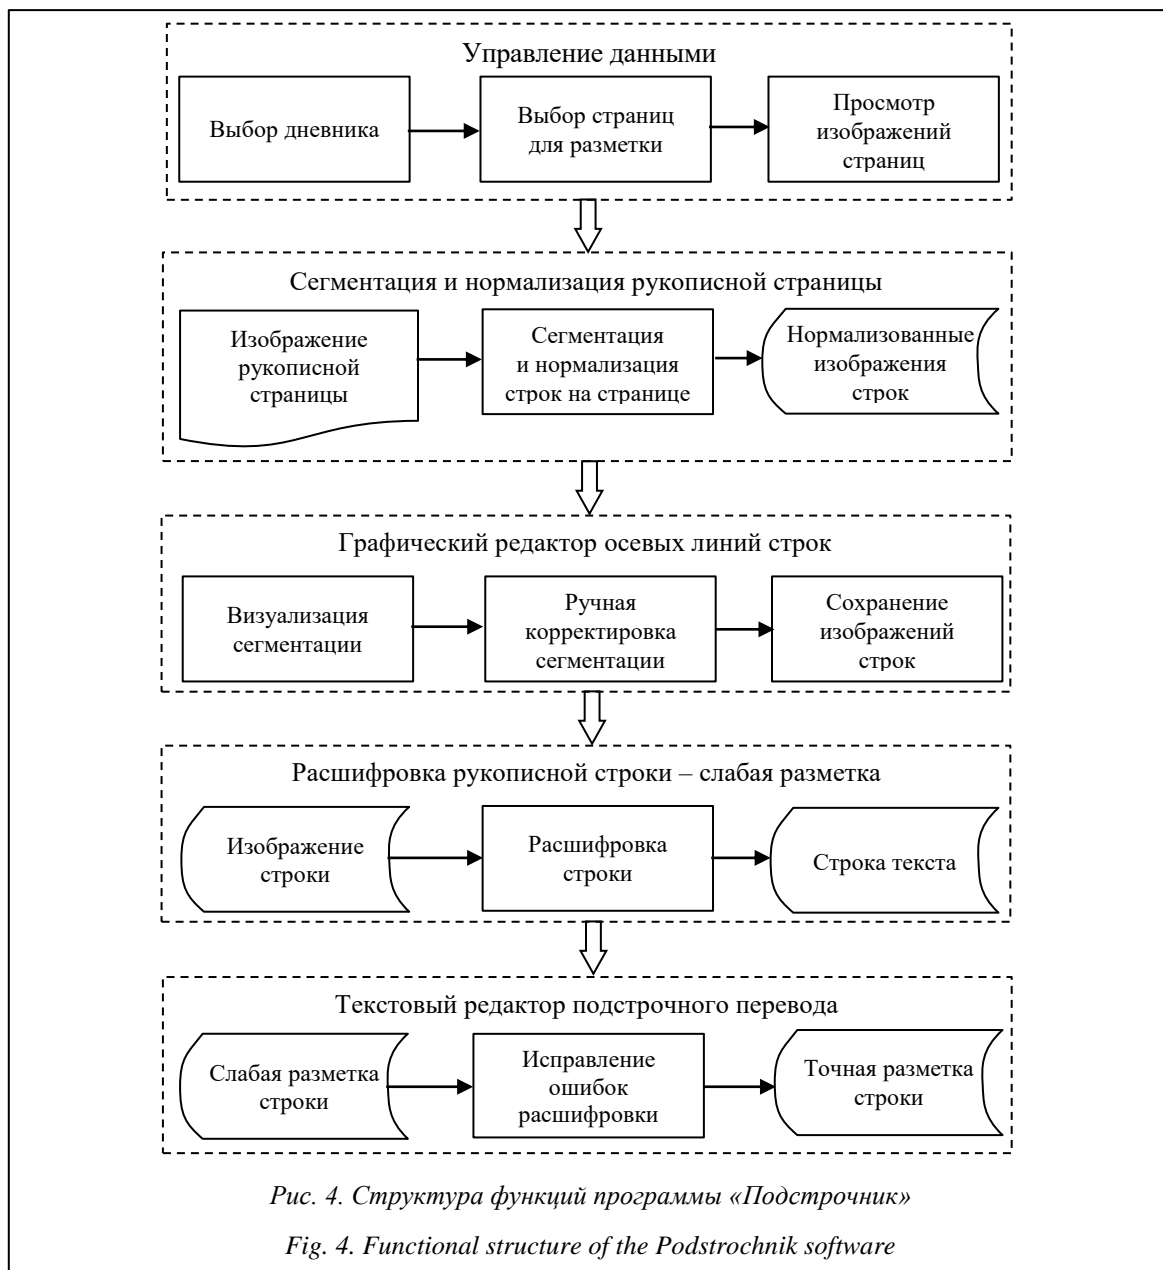 Управление данными
Выбор дневника
Выбор страниц
для разметки
Просмотр
изображений
страниц
Сегментация и нормализация рукописной страницы
Изображение
рукописной
страницы
Сегментация
и нормализация
строк на странице
Нормализованные
изображения
строк
Графический редактор осевых линий строк
Визуализация
сегментации
Ручная
корректировка
сегментации
Сохранение
изображений
строк
Расшифровка рукописной строки – слабая разметка
Изображение
строки
Расшифровка
строки
Строка текста
Текстовый редактор подстрочного перевода
Слабая разметка
строки
Исправление
ошибок
расшифровки
Точная разметка
строки
Рис. 4. Структура функций программы «Подстрочник»
Fig. 4. Functional structure of the Podstrochnik software